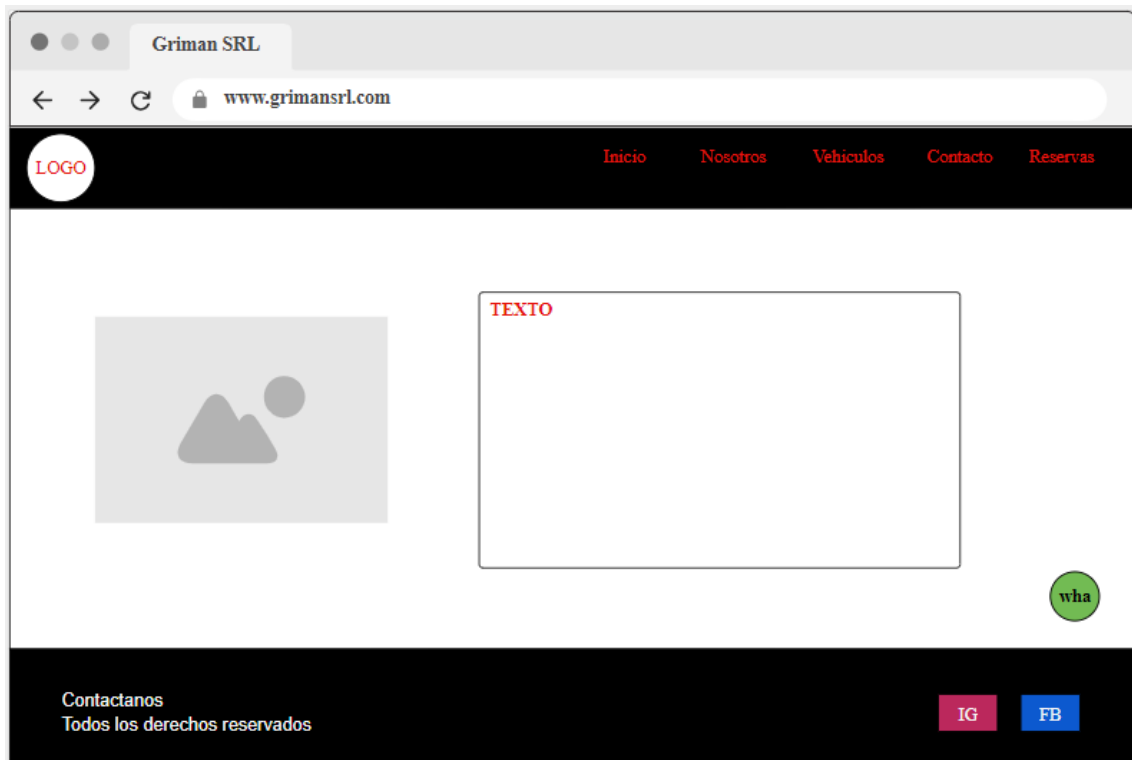 Griman SRL
www.grimansrl.com
LOGO
Inicio Nosotros Vehiculos Contacto Reservas
TEXTO
wha
Contactanos
Todos los derechos reservados
IG FB